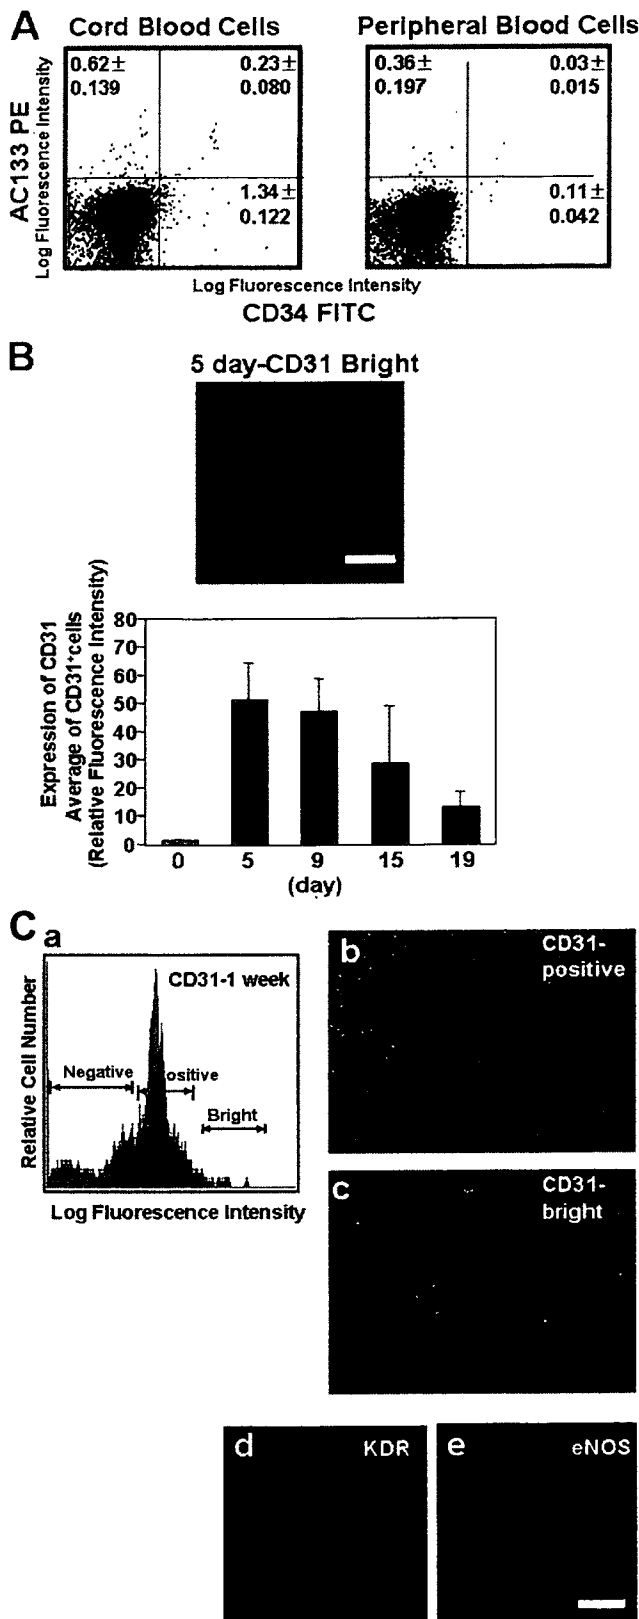 A
Cord Blood Cells
Peripheral Blood Cells
0.62±
0.139
0.23±
0.080
1.34±
0.122
0.36±
0.197
0.03±
0.015
0.11±
0.042
AC133 PE
Log Fluorescence Intensity
Log Fluorescence Intensity
CD34 FITC
B
5 day-CD31 Bright
Expression of CD31
Average of CD31+cells
(Relative Fluorescence Intensity)
80
70
60
50
40
30
20
10
0
0 5 9 15 19
(day)
C
a
CD31-1 week
Negative
ositive
Bright
Relative Cell Number
Log Fluorescence Intensity
b
CD31-
positive
c
CD31-
bright
d
KDR
e
eNOS